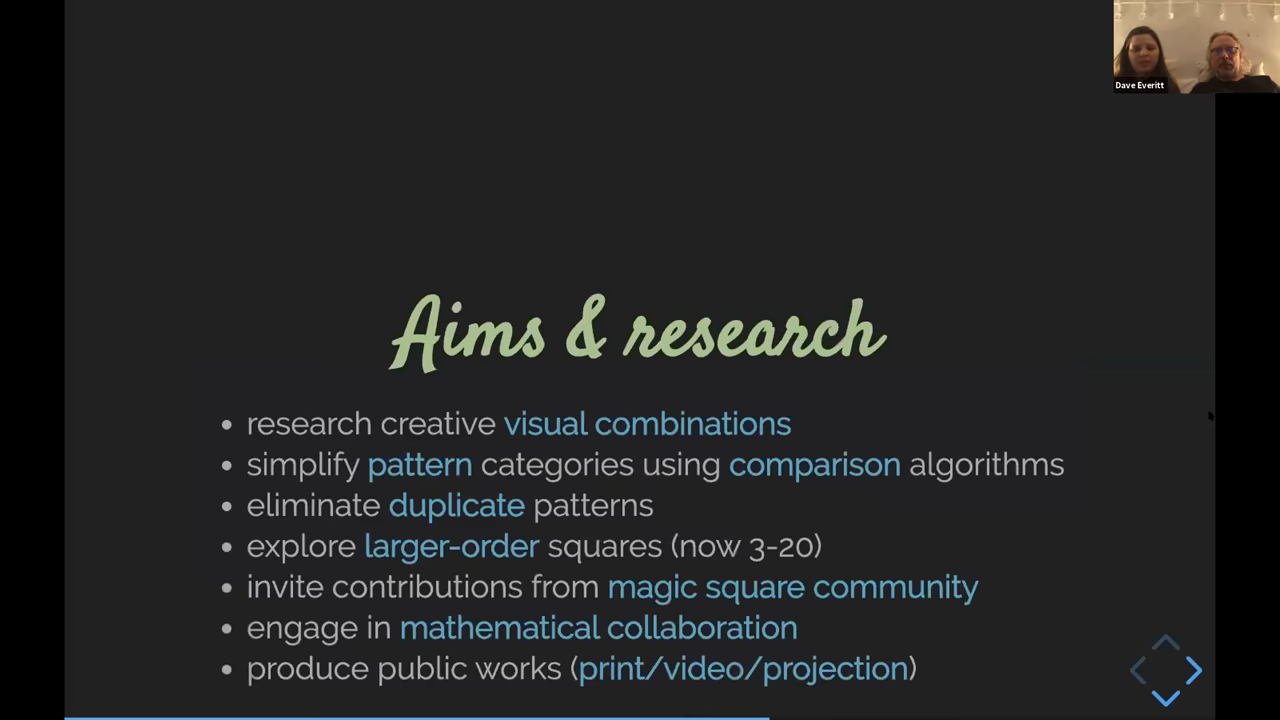 Dave Everitt
Aims & research
• research creative visual combinations
• simplify pattern categories using comparison algorithms
• eliminate duplicate patterns
• explore larger-order squares (now 3-20)
• invite contributions from magic square community
• engage in mathematical collaboration
• produce public works (print/video/projection)